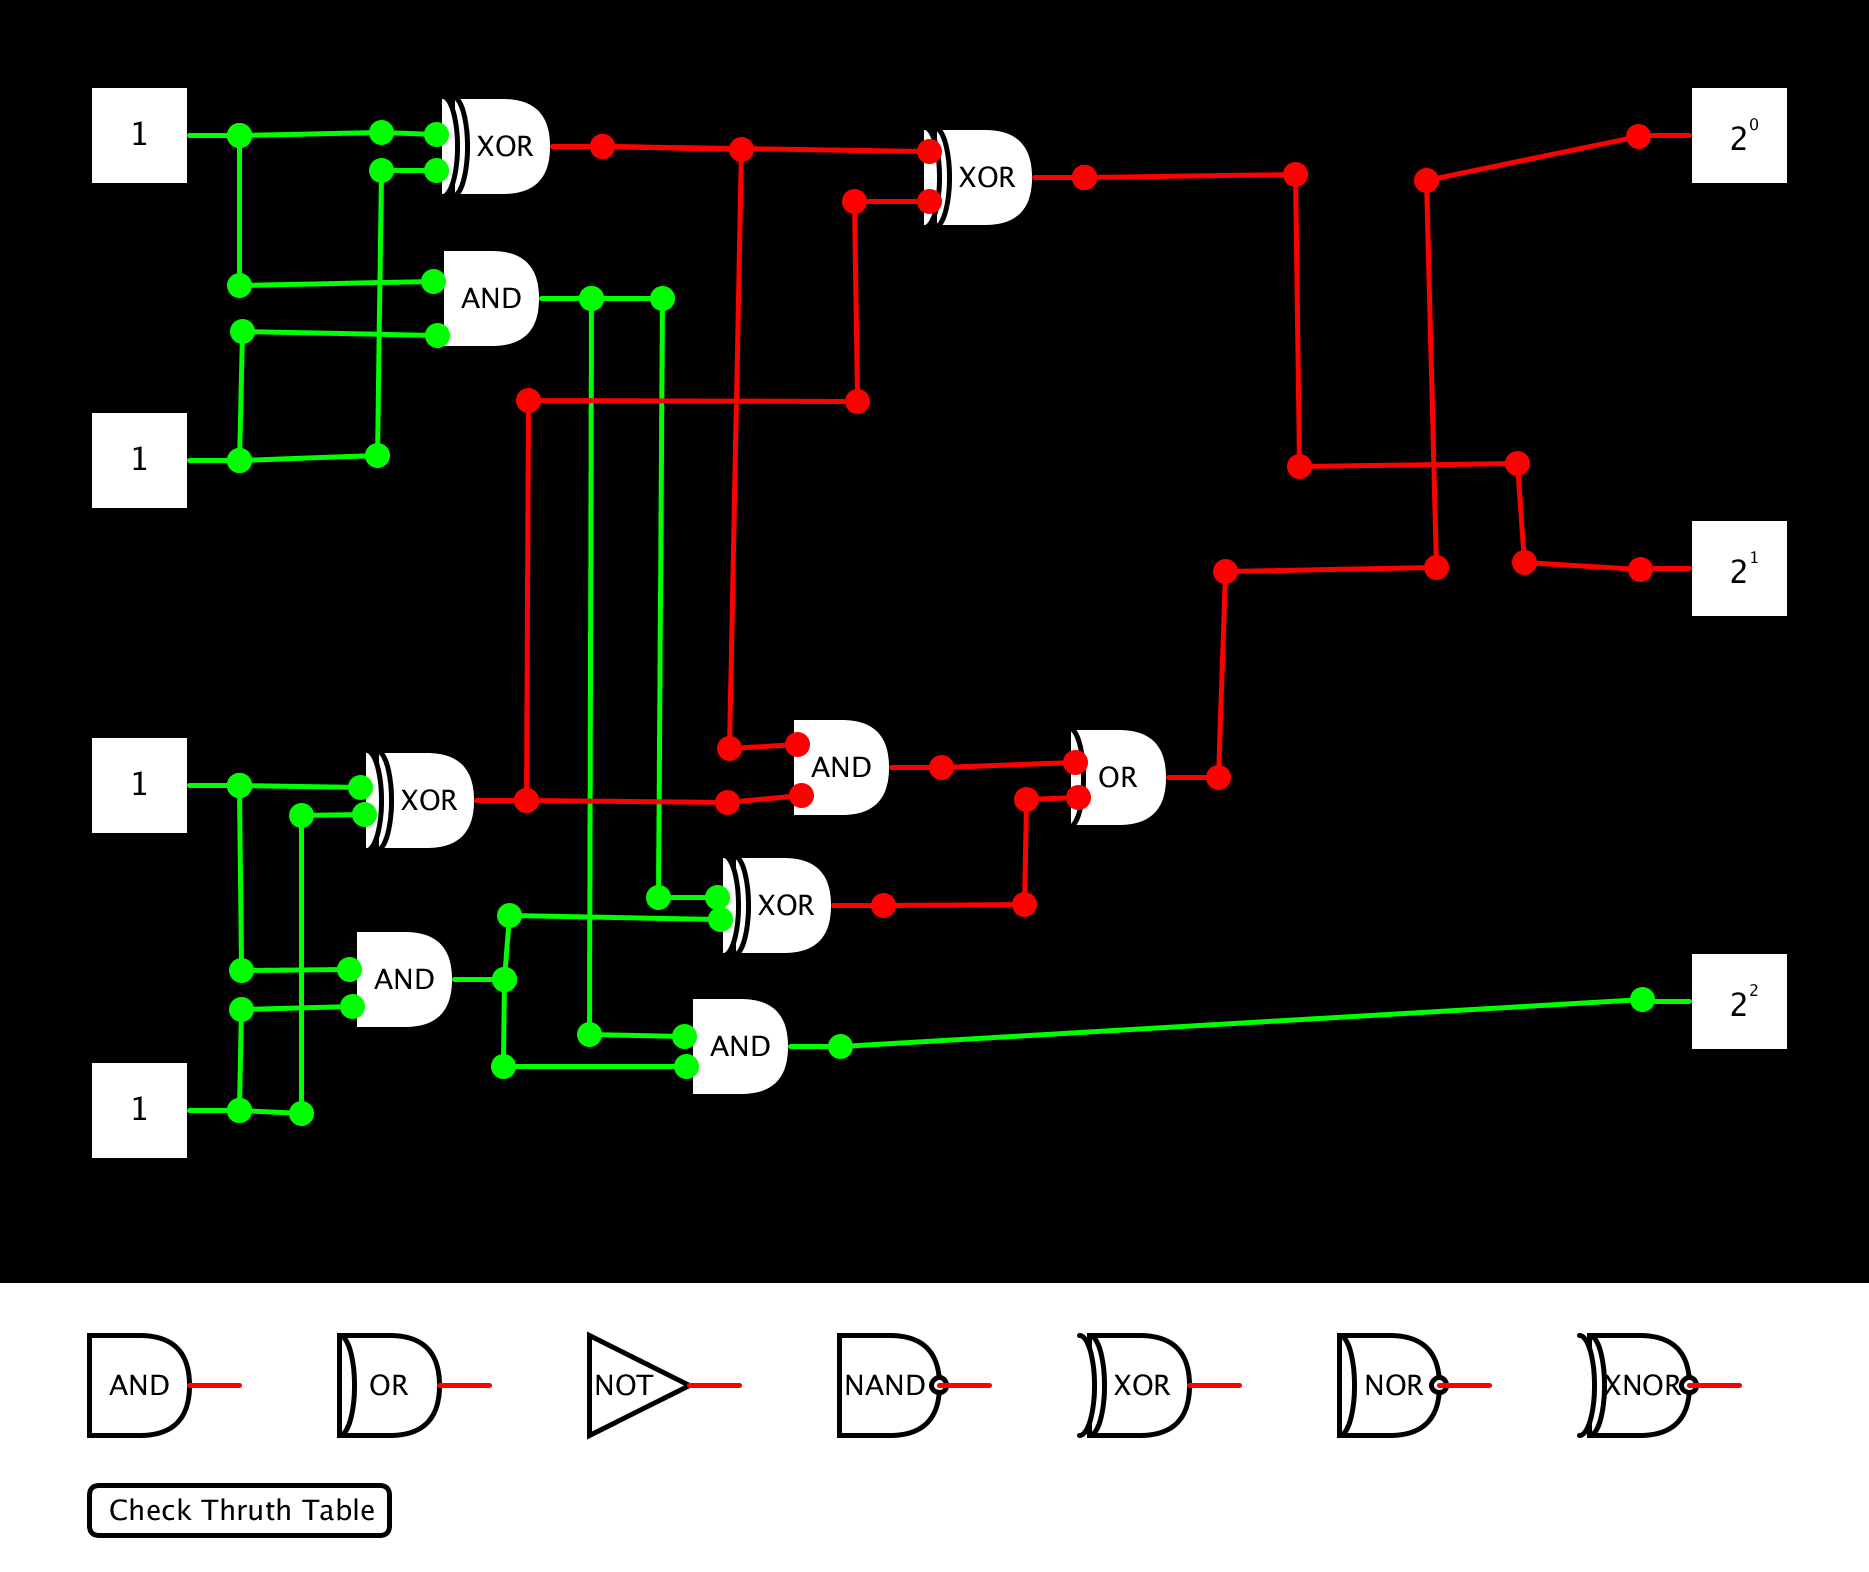 1
XOR
XOR
2⁰
AND
1
2¹
1
XOR
AND
OR
XOR
AND
AND
2²
1
AND
OR
NOT
NAND
XOR
NOR
XNOR
Check Thruth Table